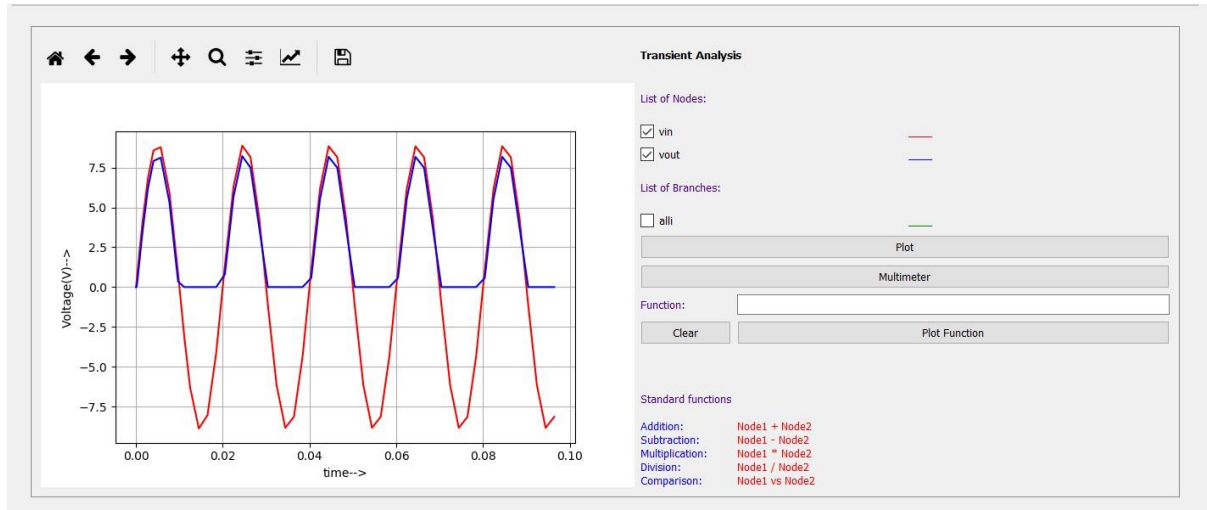 Transient Analysis
List of Nodes:
vin
vout
List of Branches:
alli
Plot
Multimeter
Function:
Clear
Plot Function
Standard functions
Addition: Node1 + Node2
Subtraction: Node1 - Node2
Multiplication: Node1 * Node2
Division: Node1 / Node2
Comparison: Node1 vs Node2
Voltage(V)-->
7.5
5.0
2.5
0.0
−2.5
−5.0
−7.5
0.00 0.02 0.04 0.06 0.08 0.10
time-->